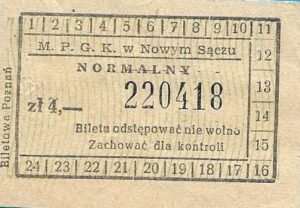 1 2 3 4 5 6 7 8 9 10 11
M. P. G. K. w Nowym Sączu
12
NORMALNY
13
zł 4,— 220418
14
Biletu odstępować nie wolno
15
Zachować dla kontroli
24 23 22 21 20 19 18 17 16
Biletowa Poznań